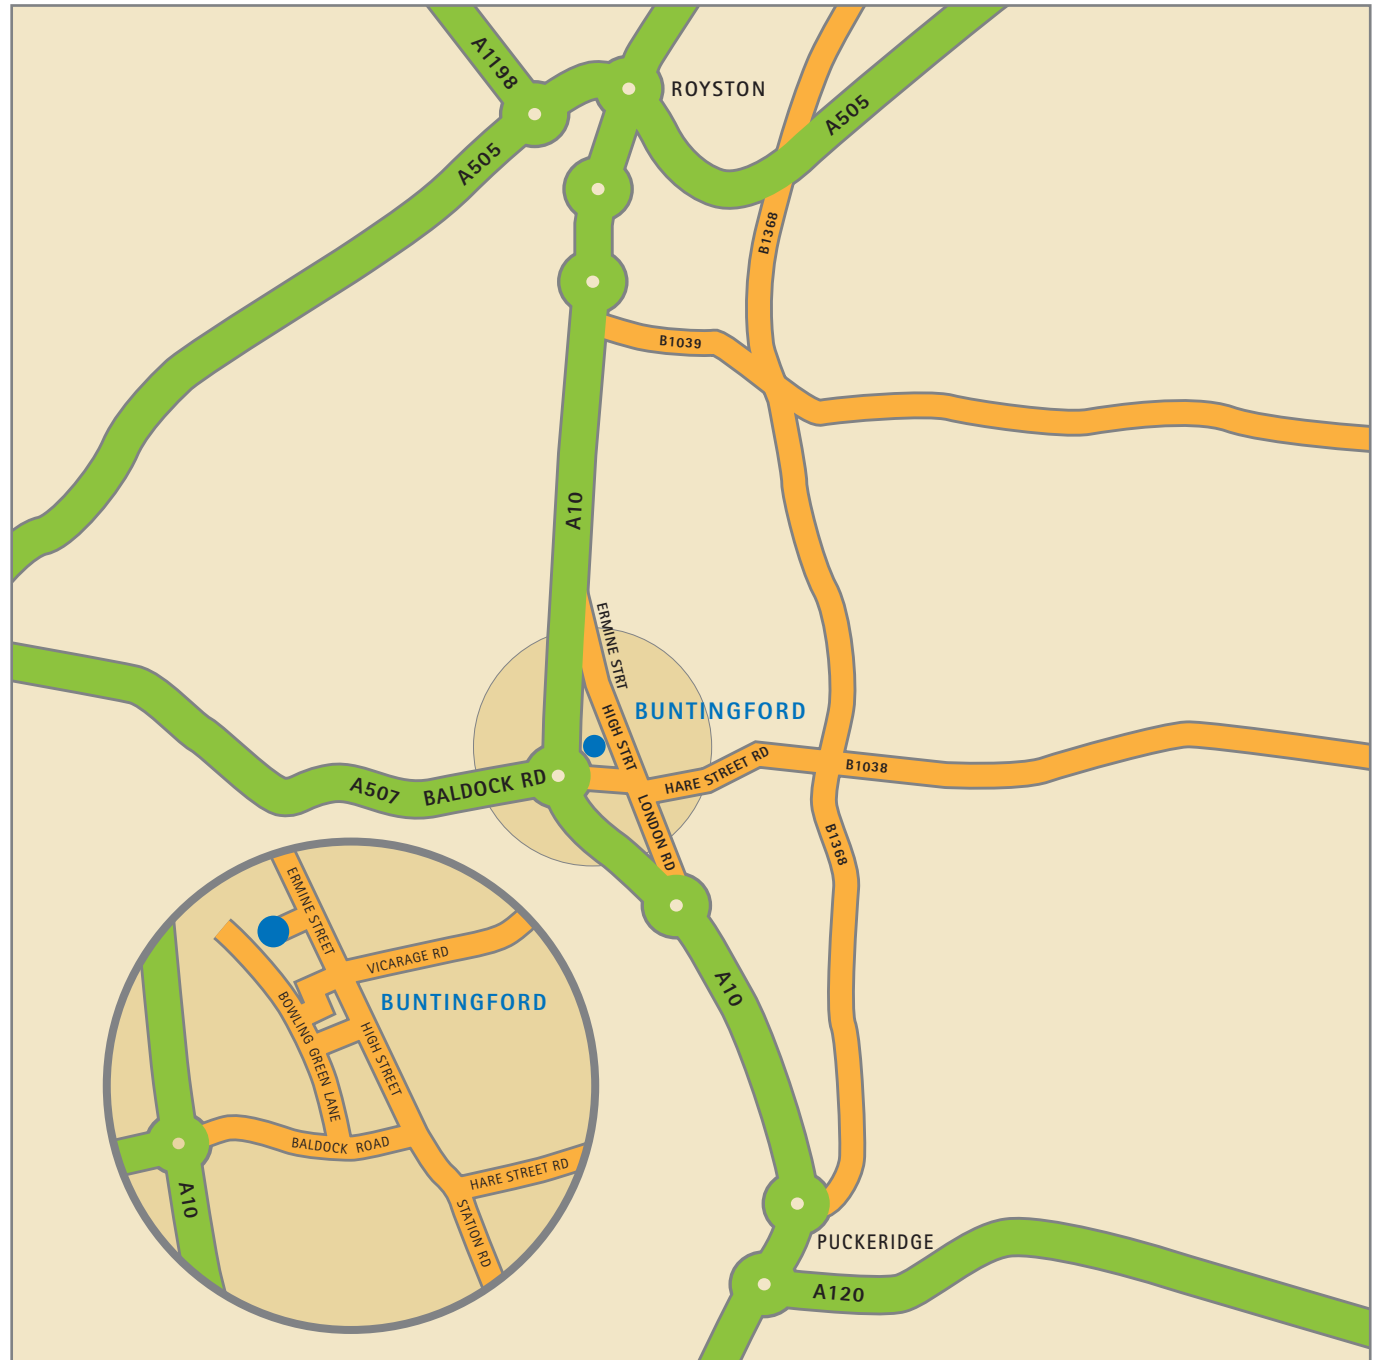 A1198
ROYSTON
A505
A505
B1368
B1039
A10
ERMINE STRT
BUNTINGFORD
HIGH STRT
HARE STREET RD
B1038
A507
BALDOCK RD
LONDON RD
B1368
ERMINE STREET
VICARAGE RD
BUNTINGFORD
BOWLING GREEN LANE
HIGH STREET
A10
BALDOCK ROAD
HARE STREET RD
A10
STATION RD
PUCKERIDGE
A120